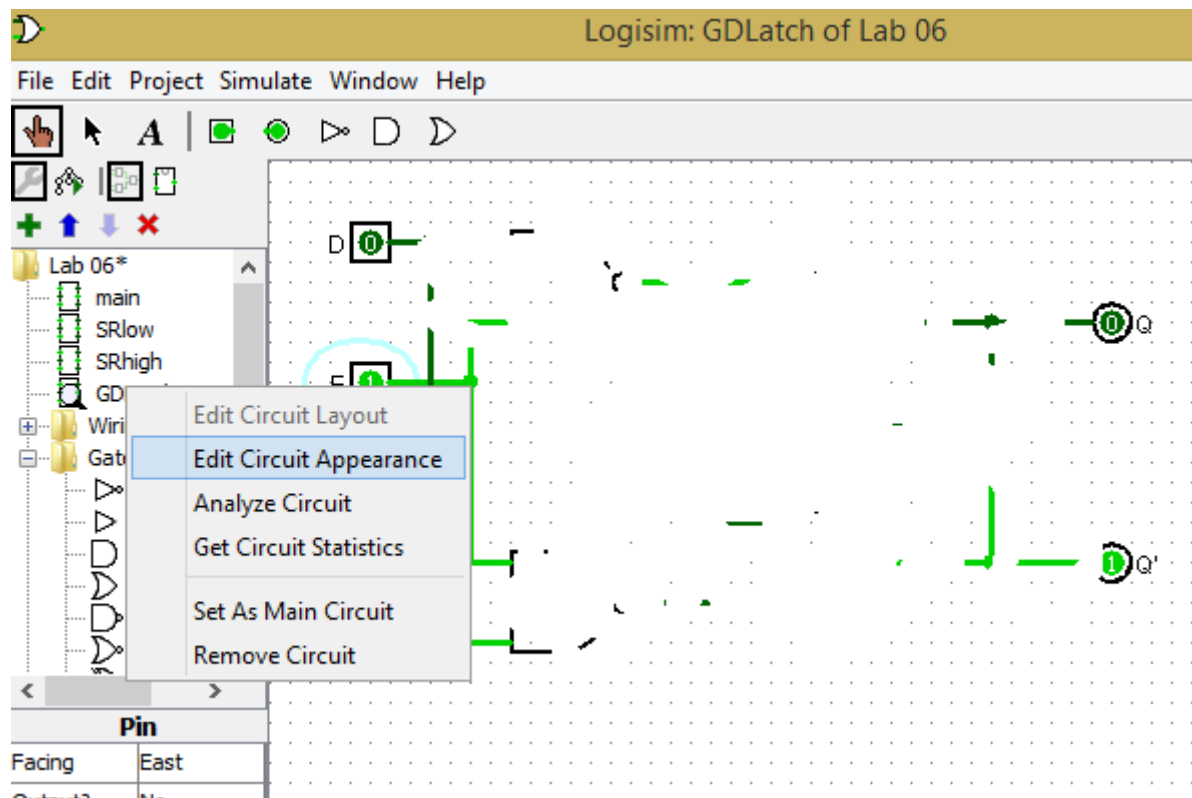 Logisim: GDLatch of Lab 06
File Edit Project Simulate Window Help
A
Lab 06*
main
SRlow
SRhigh
GD
Wiri
Gat
Edit Circuit Layout
Edit Circuit Appearance
Analyze Circuit
Get Circuit Statistics
Set As Main Circuit
Remove Circuit
D 0
0 Q
1
1 Q'
Pin
Facing East